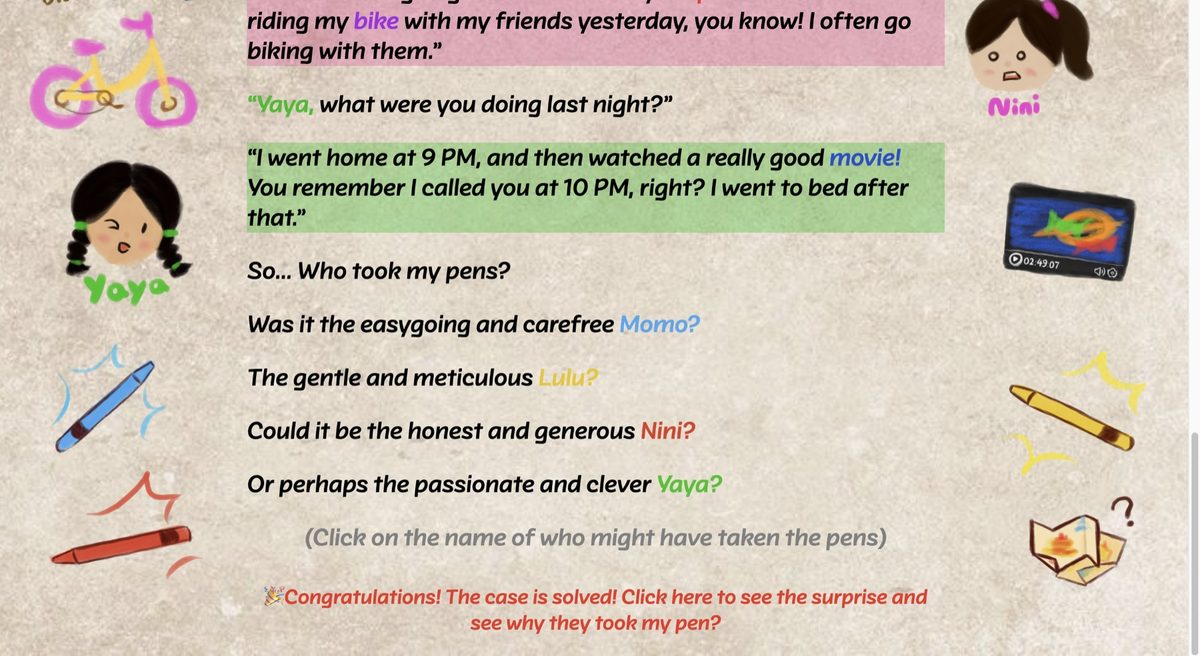 riding my bike with my friends yesterday, you know! I often go
biking with them.”
Nini
“Yaya, what were you doing last night?”
“I went home at 9 PM, and then watched a really good movie!
You remember I called you at 10 PM, right? I went to bed after
that.”
Yaya
02:49:07
So... Who took my pens?
Was it the easygoing and carefree Momo?
The gentle and meticulous Lulu?
Could it be the honest and generous Nini?
Or perhaps the passionate and clever Yaya?
?
(Click on the name of who might have taken the pens)
🎉Congratulations! The case is solved! Click here to see the surprise and
see why they took my pen?